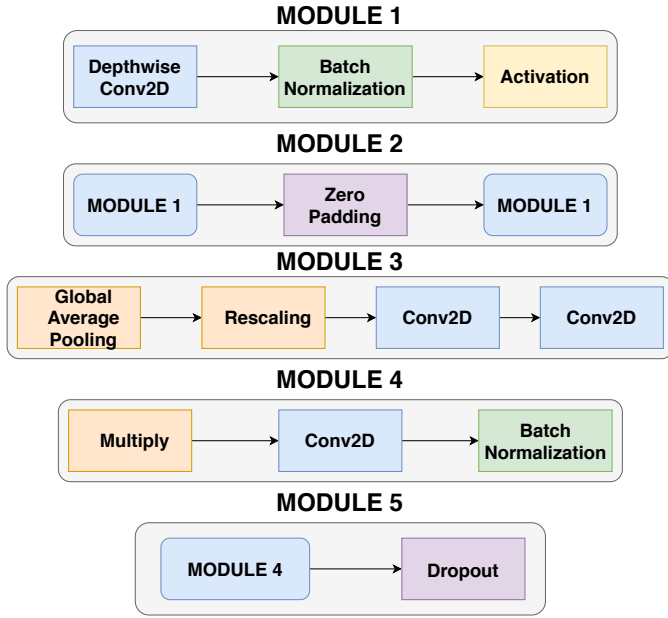 MODULE 1
Depthwise
Conv2D
Batch
Normalization
Activation
MODULE 2
MODULE 1
Zero
Padding
MODULE 1
MODULE 3
Global
Average
Pooling
Rescaling
Conv2D
Conv2D
MODULE 4
Multiply
Conv2D
Batch
Normalization
MODULE 5
MODULE 4
Dropout